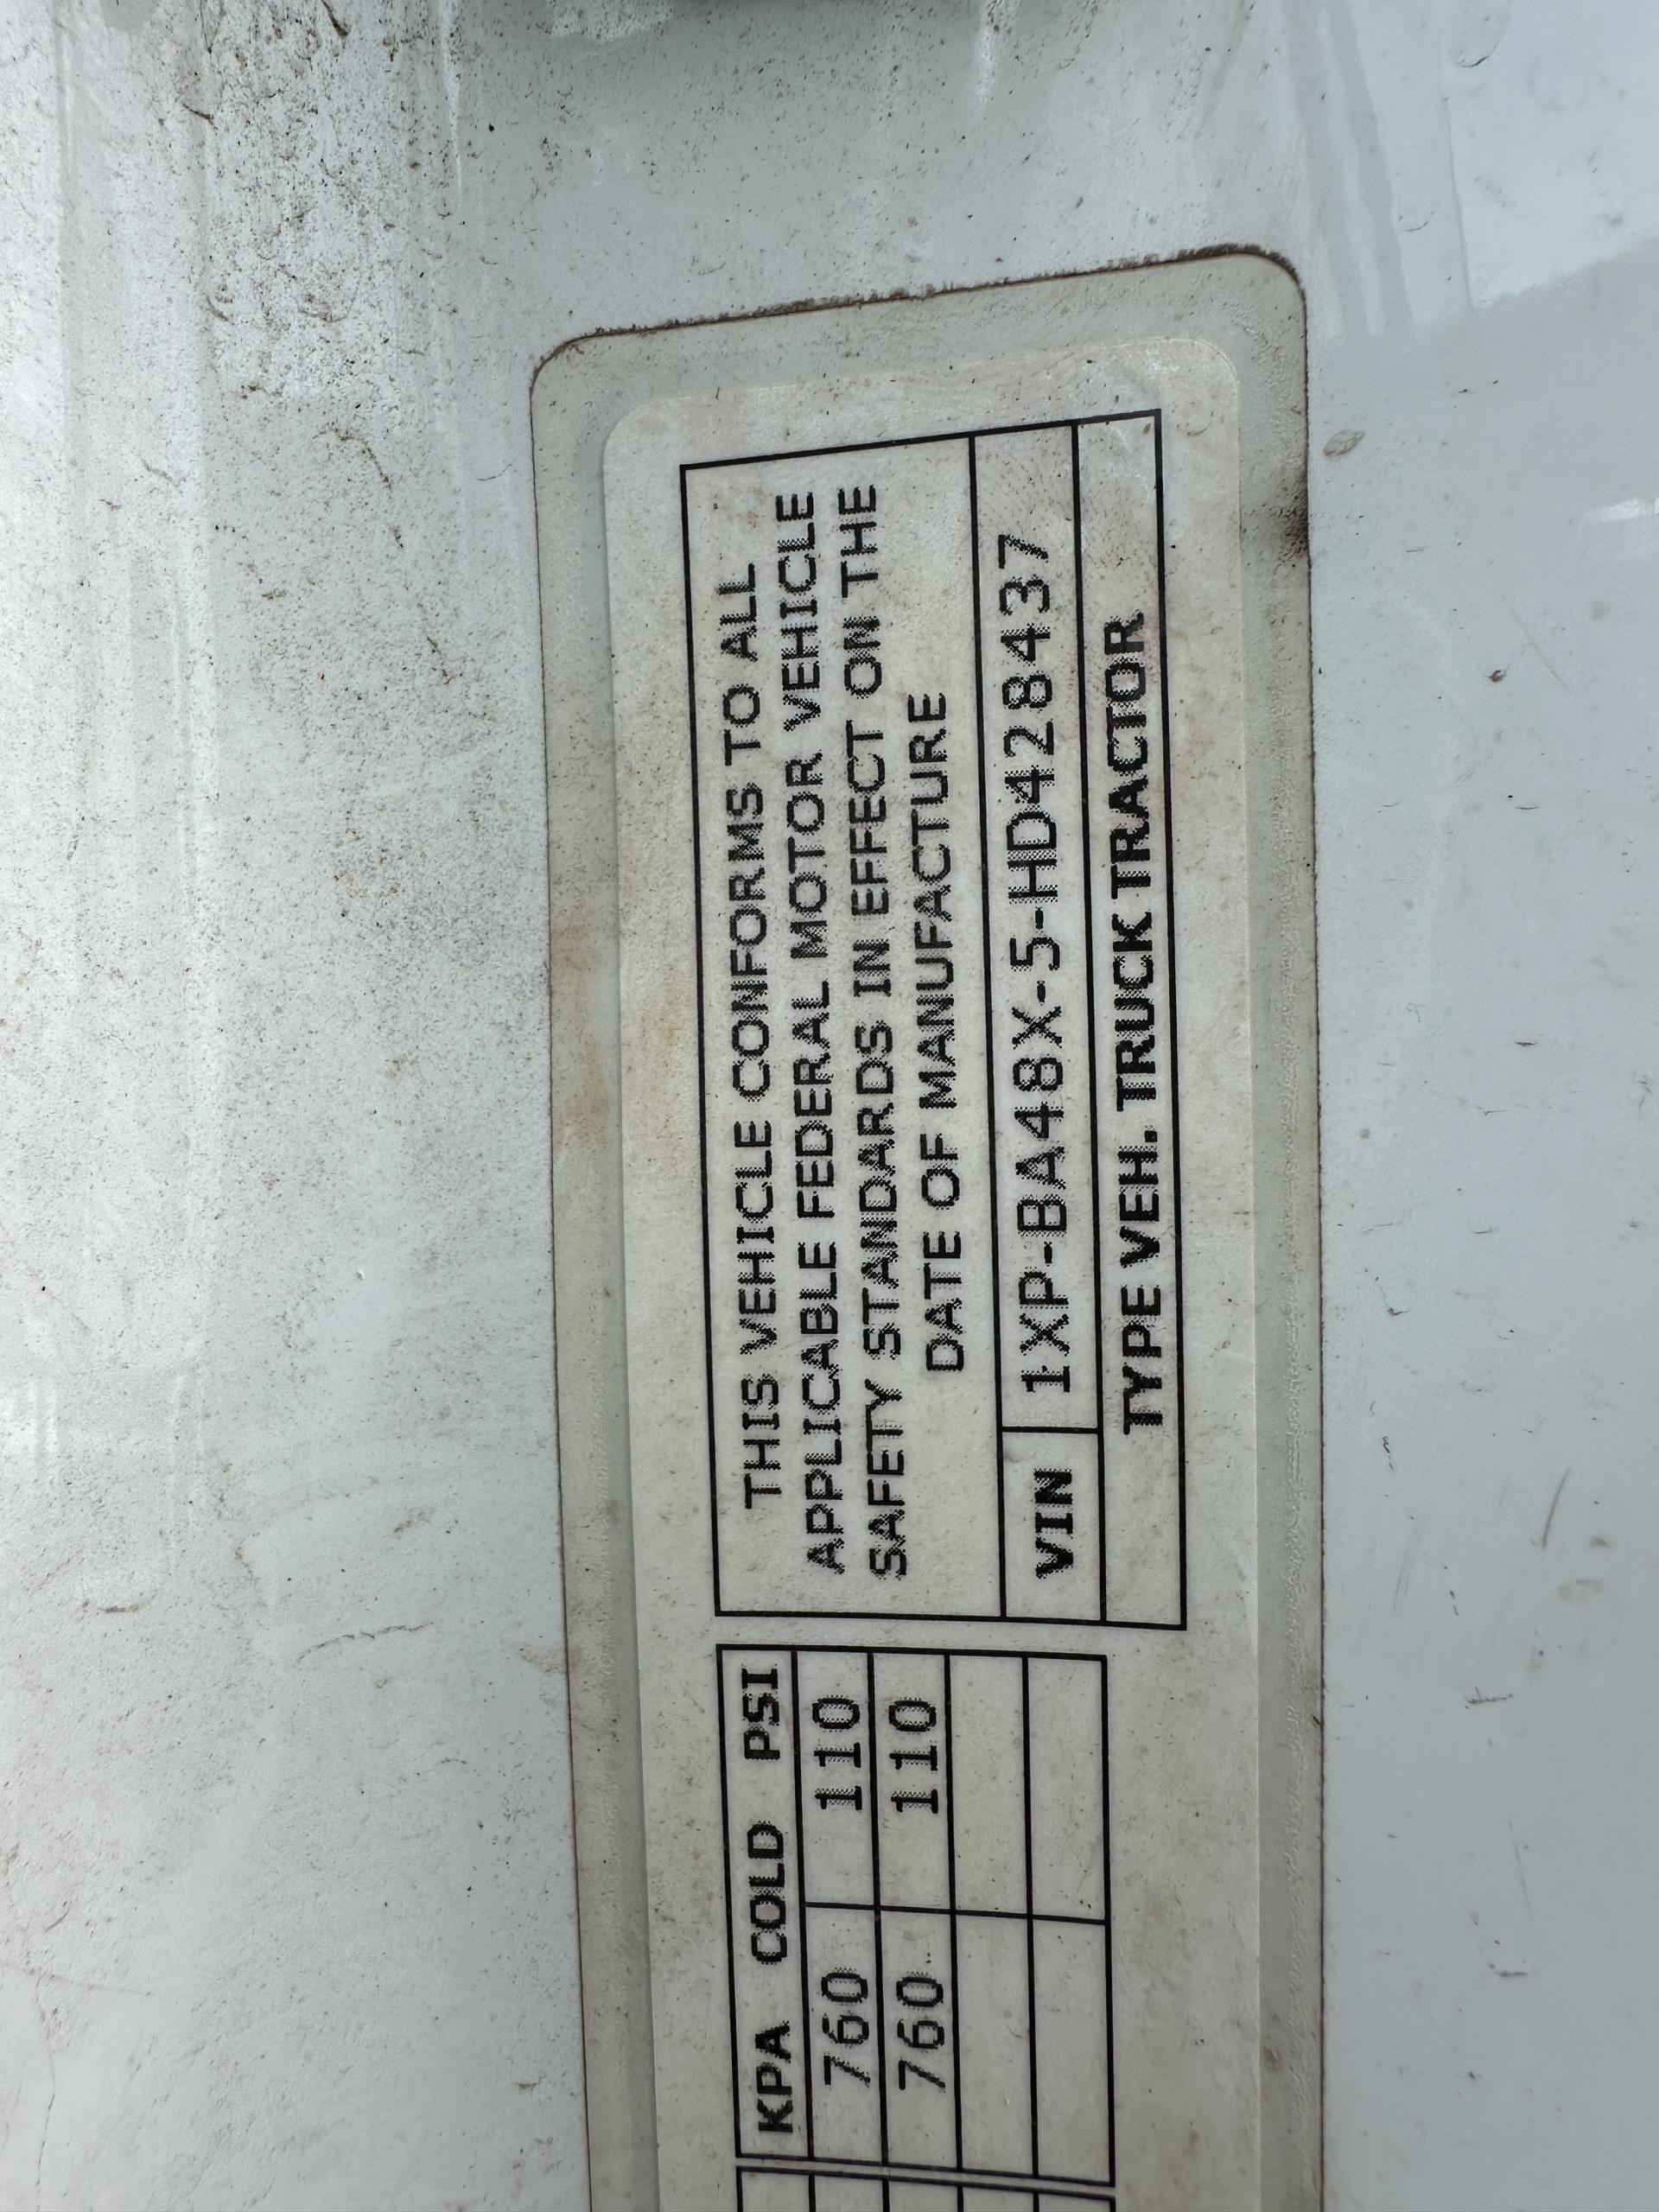 KPA COLD PSI
760 110
760 110
THIS VEHICLE CONFORMS TO ALL
APPLICABLE FEDERAL MOTOR VEHICLE
SAFETY STANDARDS IN EFFECT ON THE
DATE OF MANUFACTURE
VIN 1XP-BA48X-5-HD428437
TYPE VEH. TRUCK TRACTOR